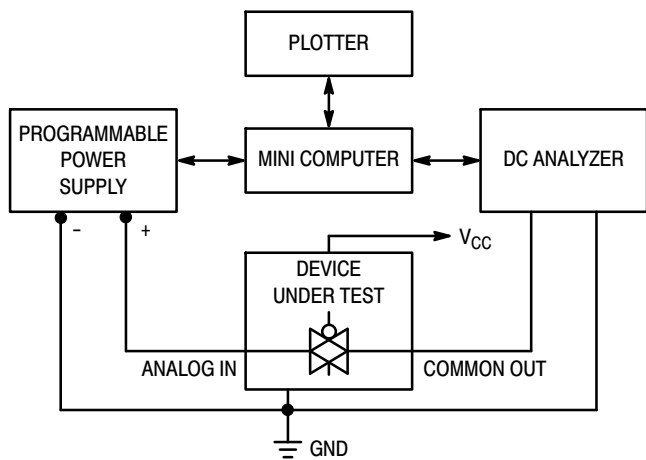 PLOTTER
PROGRAMMABLE
POWER
SUPPLY
MINI COMPUTER
DC ANALYZER
− +
VCC
DEVICE
UNDER TEST
ANALOG IN
COMMON OUT
GND